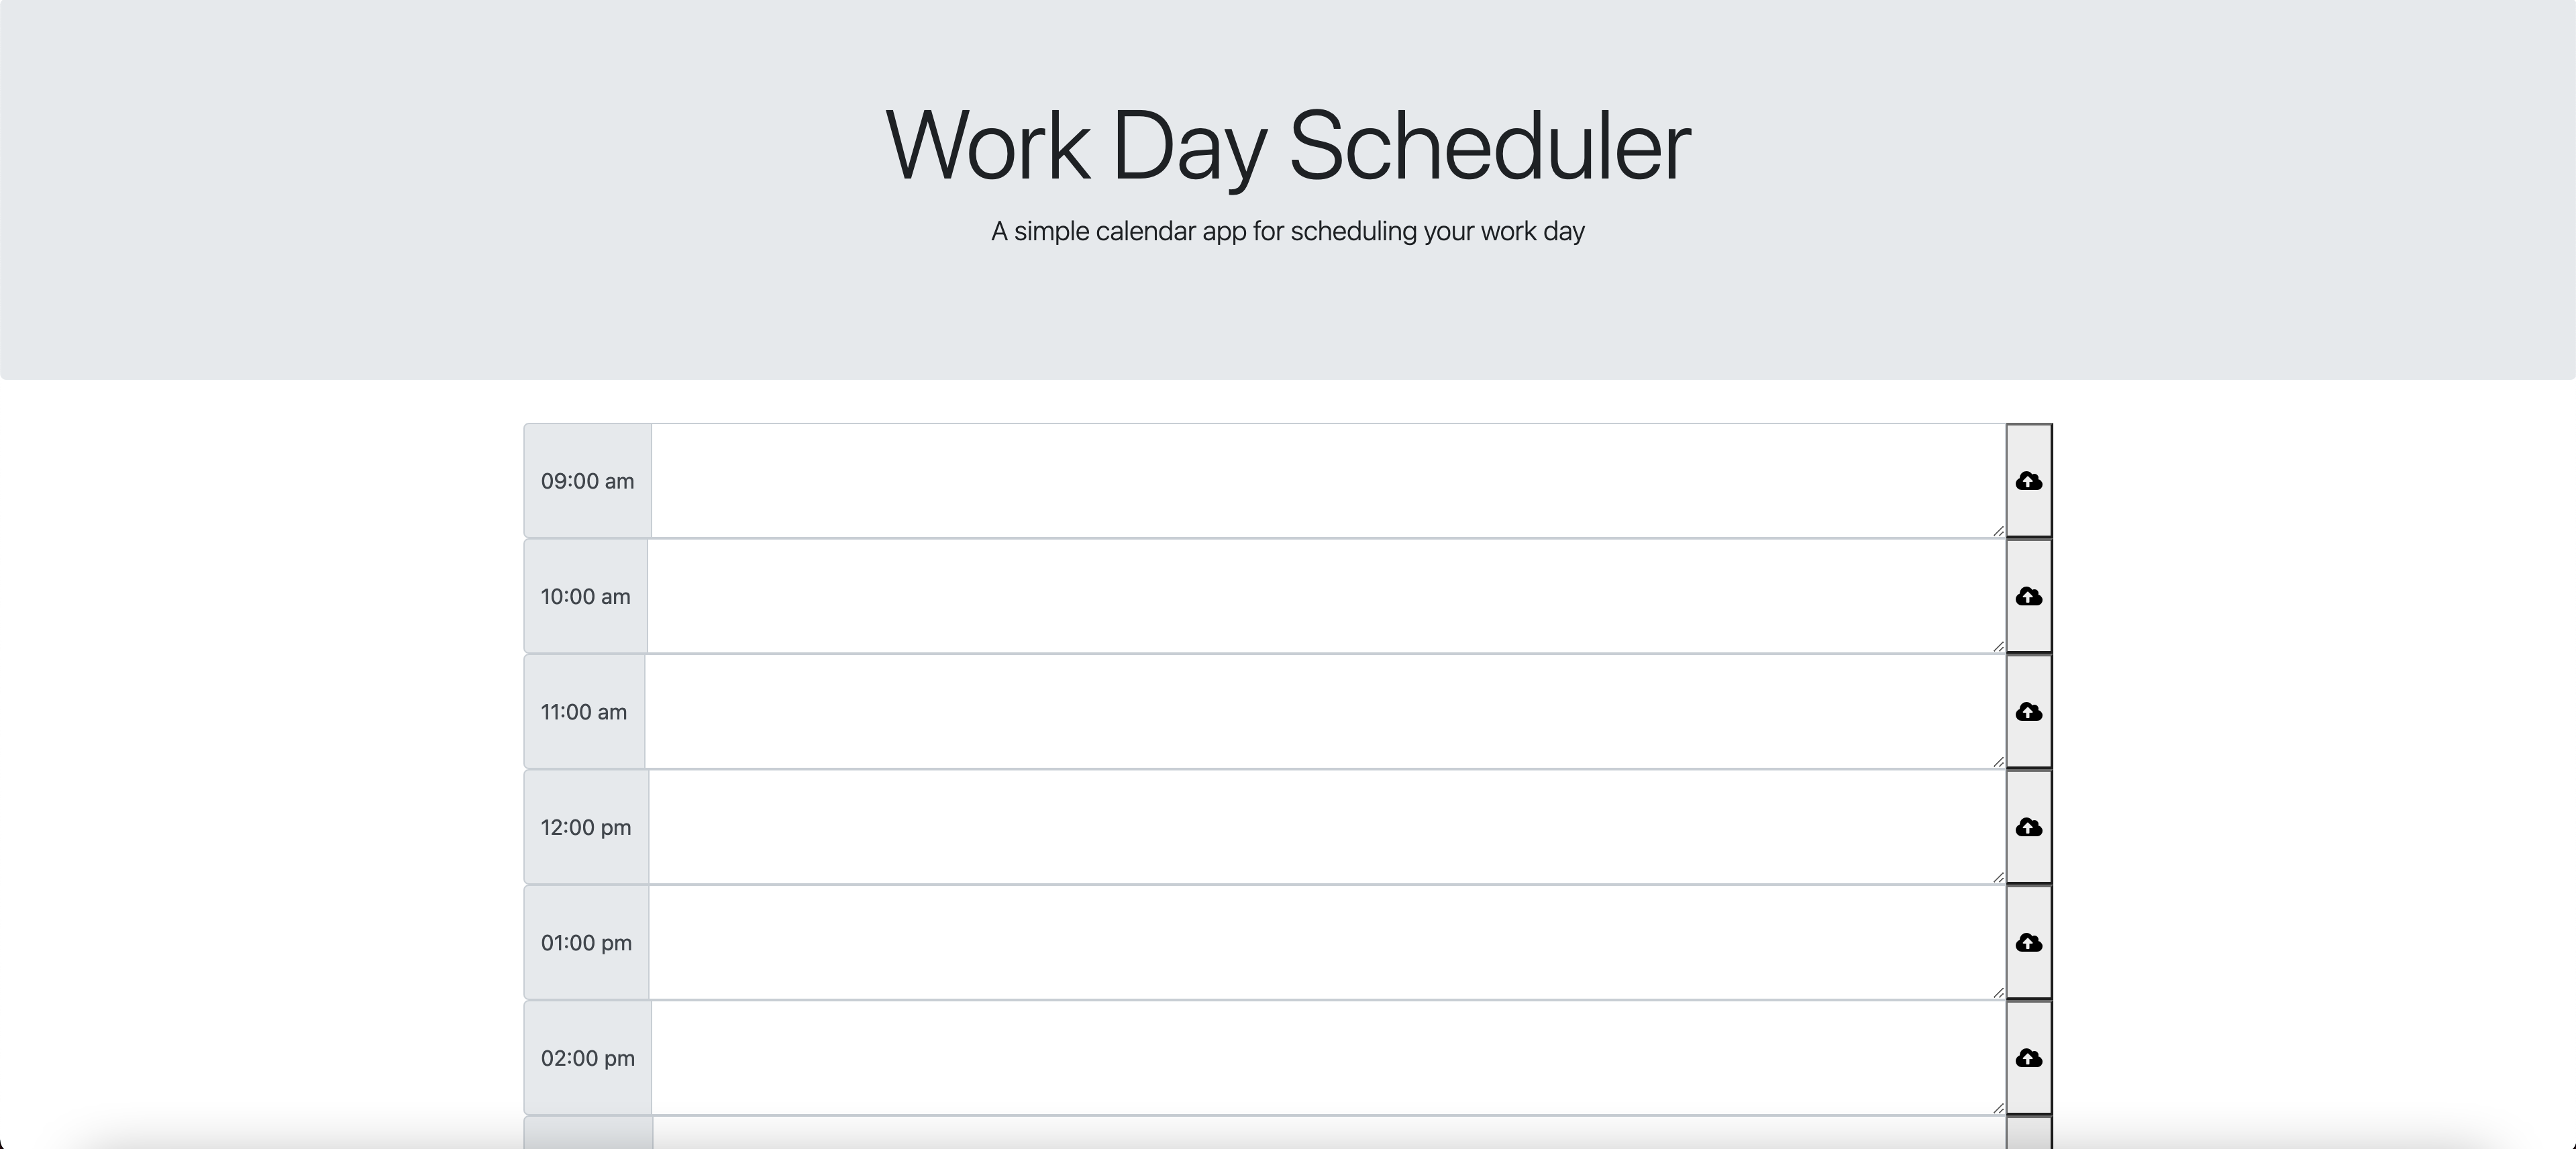 Work Day Scheduler
A simple calendar app for scheduling your work day
09:00 am
10:00 am
11:00 am
12:00 pm
01:00 pm
02:00 pm